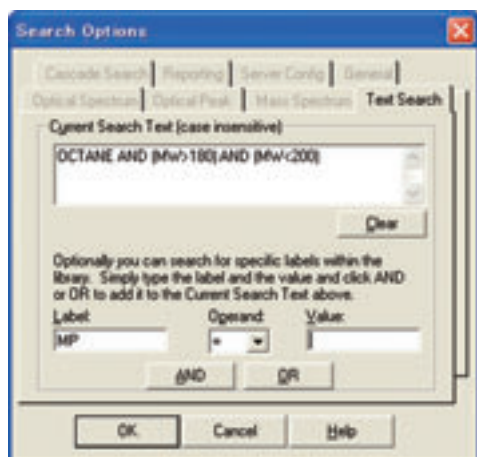 Search Options
Cascade Search Reporting Server Config General
Optical Spectrum Optical Peak Mass Spectrum Text Search
Current Search Text (case insensitive)
OCTANE AND (MW>180) AND (MW<200)
Clear
Optionally you can search for specific labels within the
library. Simply type the label and the value and click AND
or OR to add it to the Current Search Text above.
Label: Operand: Value:
MP =
AND OR
OK Cancel Help